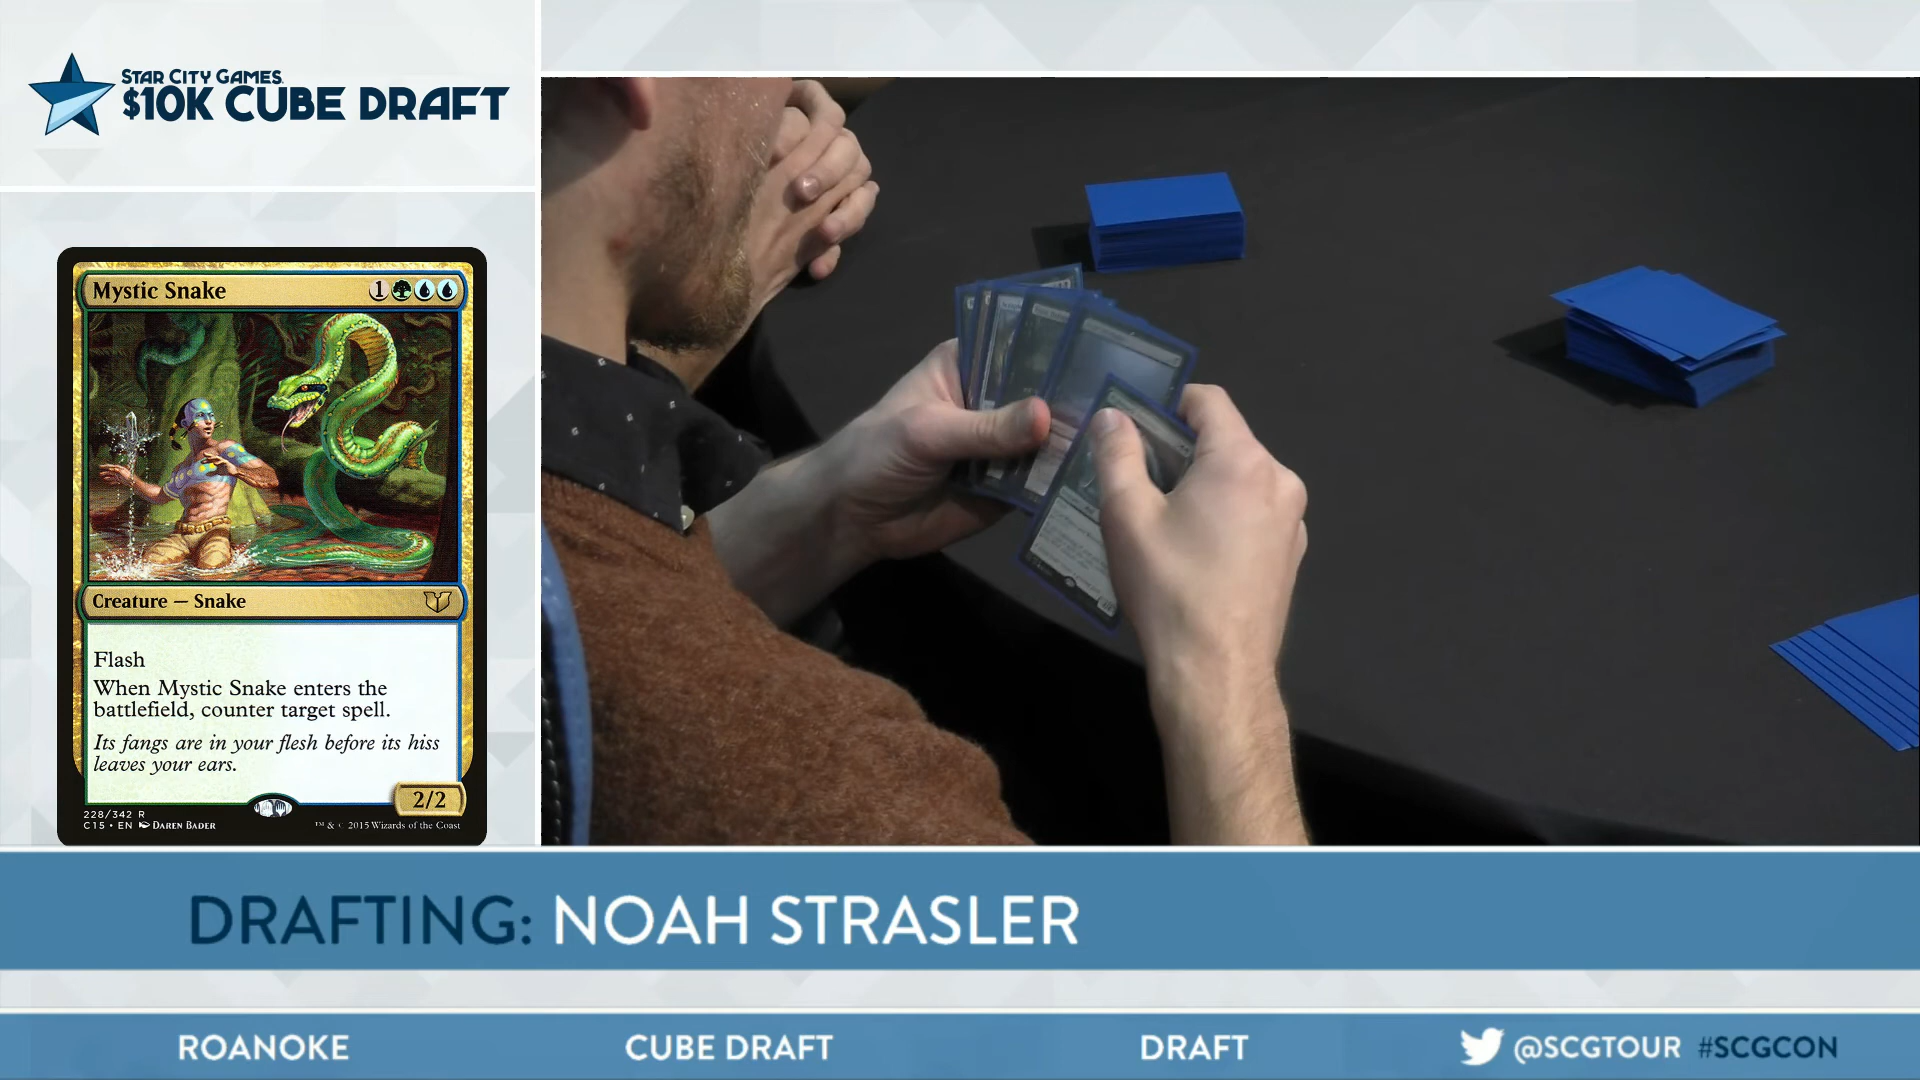 STAR CITY GAMES
$10K CUBE DRAFT
Mystic Snake
1
Creature — Snake
Flash
When Mystic Snake enters the
battlefield, counter target spell.
Its fangs are in your flesh before its hiss
leaves your ears.
2/2
228/342 R
C15 • EN DAREN BADER
™ & © 2015 Wizards of the Coast
DRAFTING: NOAH STRASLER
ROANOKE
CUBE DRAFT
DRAFT
@SCGTOUR #SCGCON